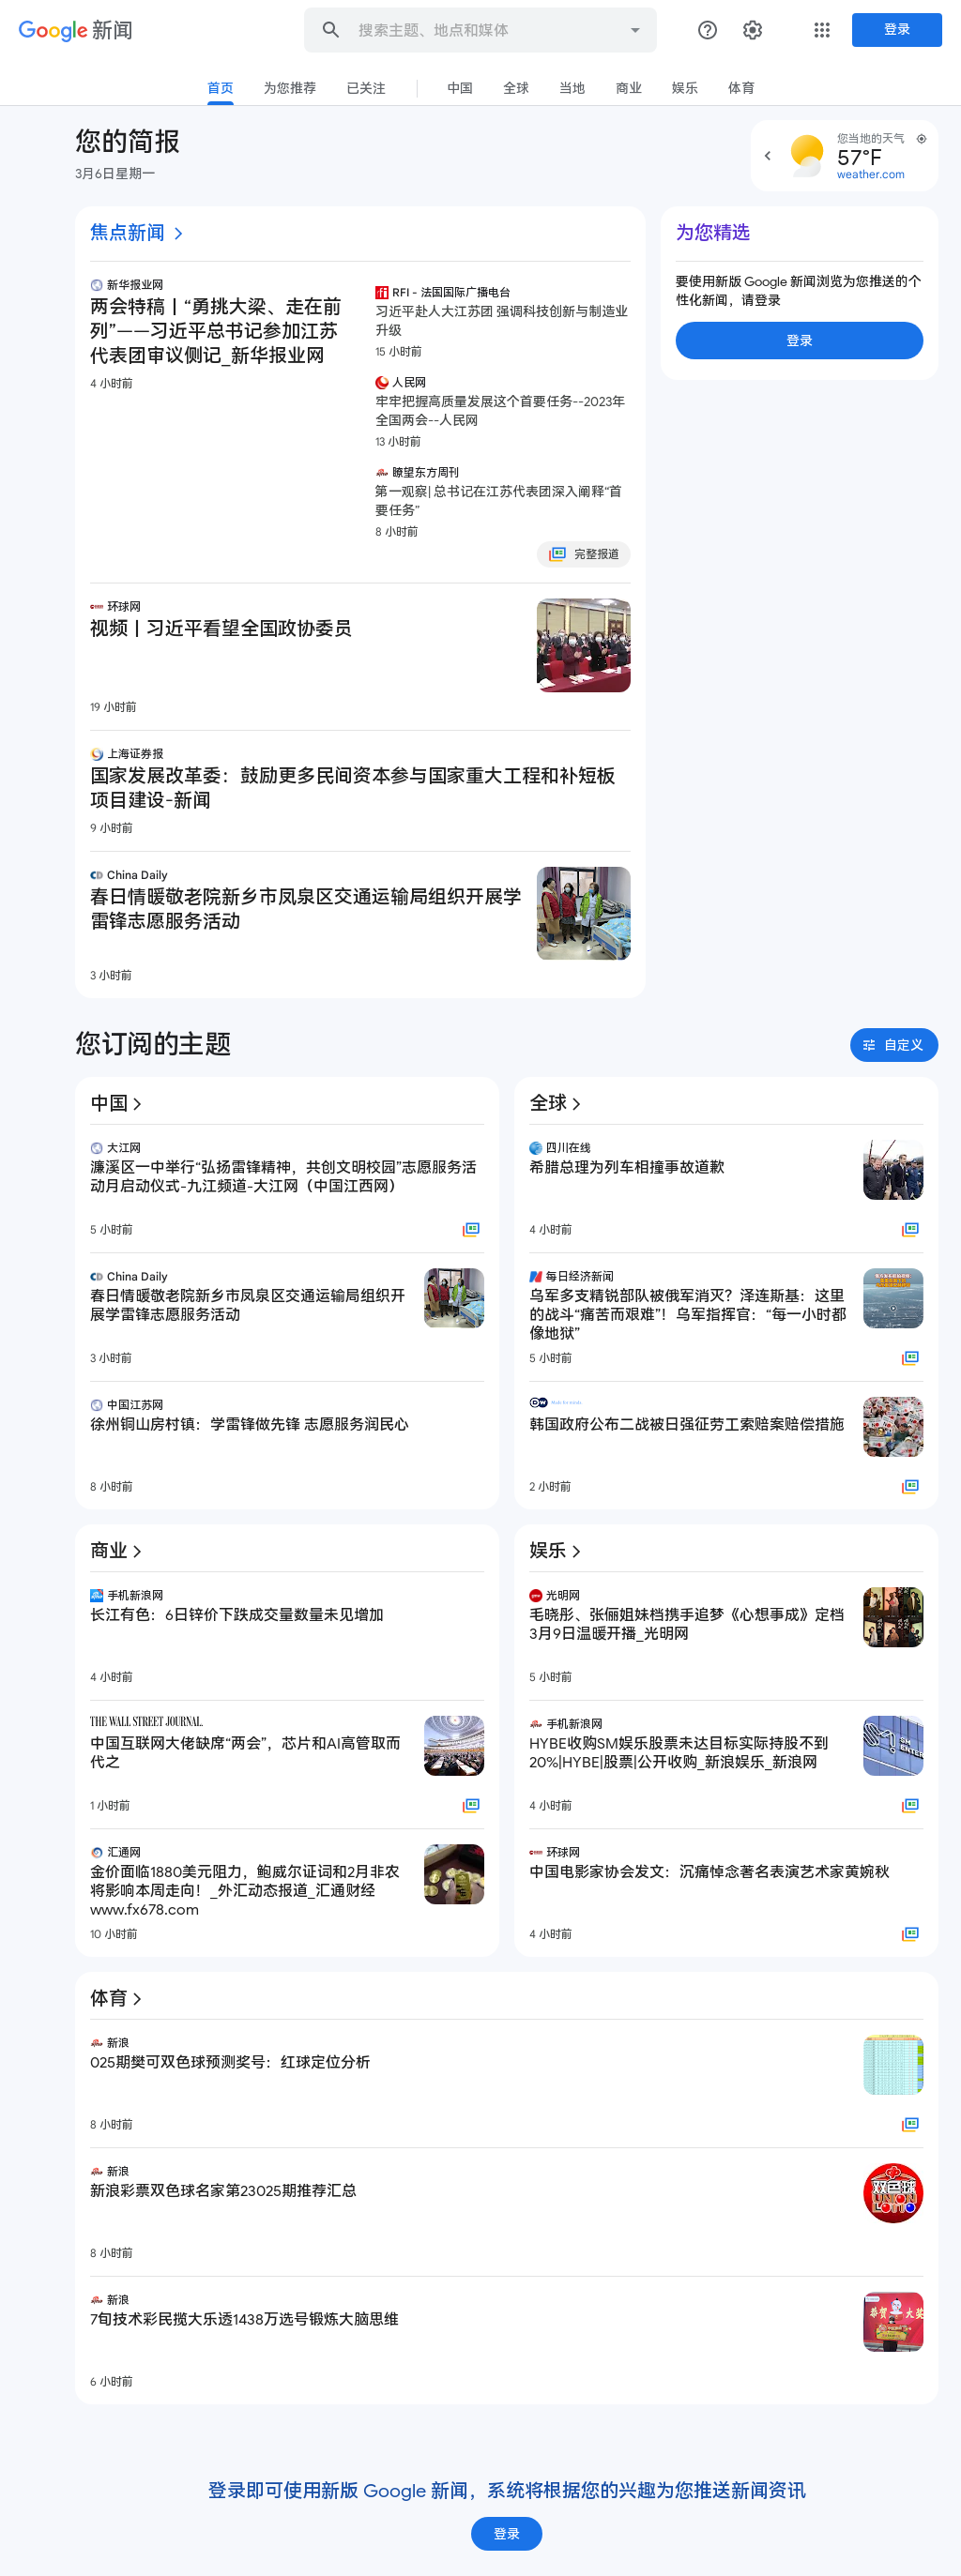 Google 新闻
搜索主题、地点和媒体
登录
首页
为您推荐
已关注
中国
全球
当地
商业
娱乐
体育
您的简报
3月6日星期一
您当地的天气
57°F
weather.com
焦点新闻
新华报业网
两会特稿丨“勇挑大梁、走在前
列”——习近平总书记参加江苏
代表团审议侧记_新华报业网
4 小时前
RFI - 法国国际广播电台
习近平赴人大江苏团 强调科技创新与制造业
升级
15 小时前
人民网
牢牢把握高质量发展这个首要任务--2023年
全国两会--人民网
13 小时前
瞭望东方周刊
第一观察| 总书记在江苏代表团深入阐释“首
要任务”
8 小时前
完整报道
环球网
视频丨习近平看望全国政协委员
19 小时前
上海证券报
国家发展改革委：鼓励更多民间资本参与国家重大工程和补短板
项目建设-新闻
9 小时前
China Daily
春日情暖敬老院新乡市凤泉区交通运输局组织开展学
雷锋志愿服务活动
3 小时前
为您精选
要使用新版 Google 新闻浏览为您推送的个
性化新闻，请登录
登录
您订阅的主题
自定义
中国
大江网
濂溪区一中举行“弘扬雷锋精神，共创文明校园”志愿服务活
动月启动仪式-九江频道-大江网（中国江西网）
5 小时前
China Daily
春日情暖敬老院新乡市凤泉区交通运输局组织开
展学雷锋志愿服务活动
3 小时前
中国江苏网
徐州铜山房村镇：学雷锋做先锋 志愿服务润民心
8 小时前
全球
四川在线
希腊总理为列车相撞事故道歉
4 小时前
每日经济新闻
乌军多支精锐部队被俄军消灭？泽连斯基：这里
的战斗“痛苦而艰难”！乌军指挥官：“每一小时都
像地狱”
5 小时前
DW
韩国政府公布二战被日强征劳工索赔案赔偿措施
2 小时前
商业
手机新浪网
长江有色：6日锌价下跌成交量数量未见增加
4 小时前
THE WALL STREET JOURNAL.
中国互联网大佬缺席“两会”，芯片和AI高管取而
代之
1 小时前
汇通网
金价面临1880美元阻力，鲍威尔证词和2月非农
将影响本周走向！_外汇动态报道_汇通财经
www.fx678.com
10 小时前
娱乐
光明网
毛晓彤、张俪姐妹档携手追梦《心想事成》定档
3月9日温暖开播_光明网
5 小时前
手机新浪网
HYBE收购SM娱乐股票未达目标实际持股不到
20%|HYBE|股票|公开收购_新浪娱乐_新浪网
4 小时前
环球网
中国电影家协会发文：沉痛悼念著名表演艺术家黄婉秋
4 小时前
体育
新浪
025期樊可双色球预测奖号：红球定位分析
8 小时前
新浪
新浪彩票双色球名家第23025期推荐汇总
双色球
UNION
LOTTO
8 小时前
新浪
7旬技术彩民揽大乐透1438万选号锻炼大脑思维
恭贺
大奖
6 小时前
登录即可使用新版 Google 新闻，系统将根据您的兴趣为您推送新闻资讯
登录